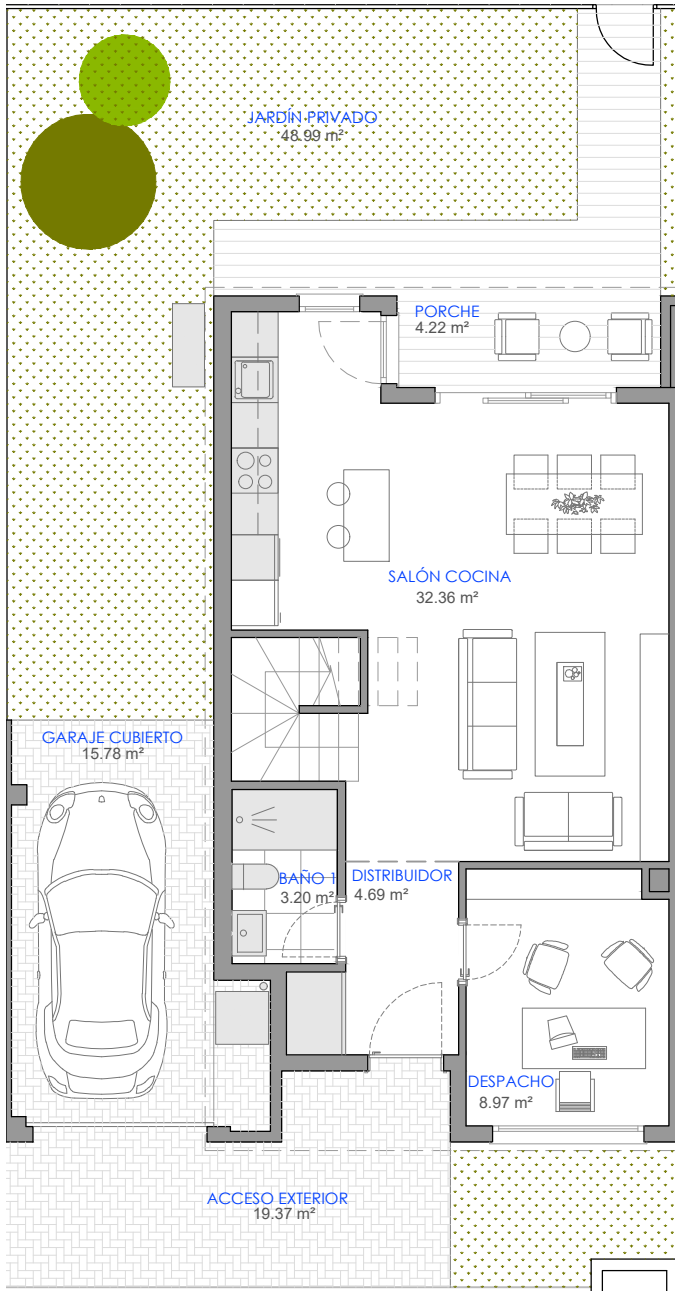 JARDÍN PRIVADO
48.99 m²
PORCHE
4.22 m²
SALÓN COCINA
32.36 m²
GARAJE CUBIERTO
15.78 m²
BAÑO 1
3.20 m²
DISTRIBUIDOR
4.69 m²
DESPACHO
8.97 m²
ACCESO EXTERIOR
19.37 m²